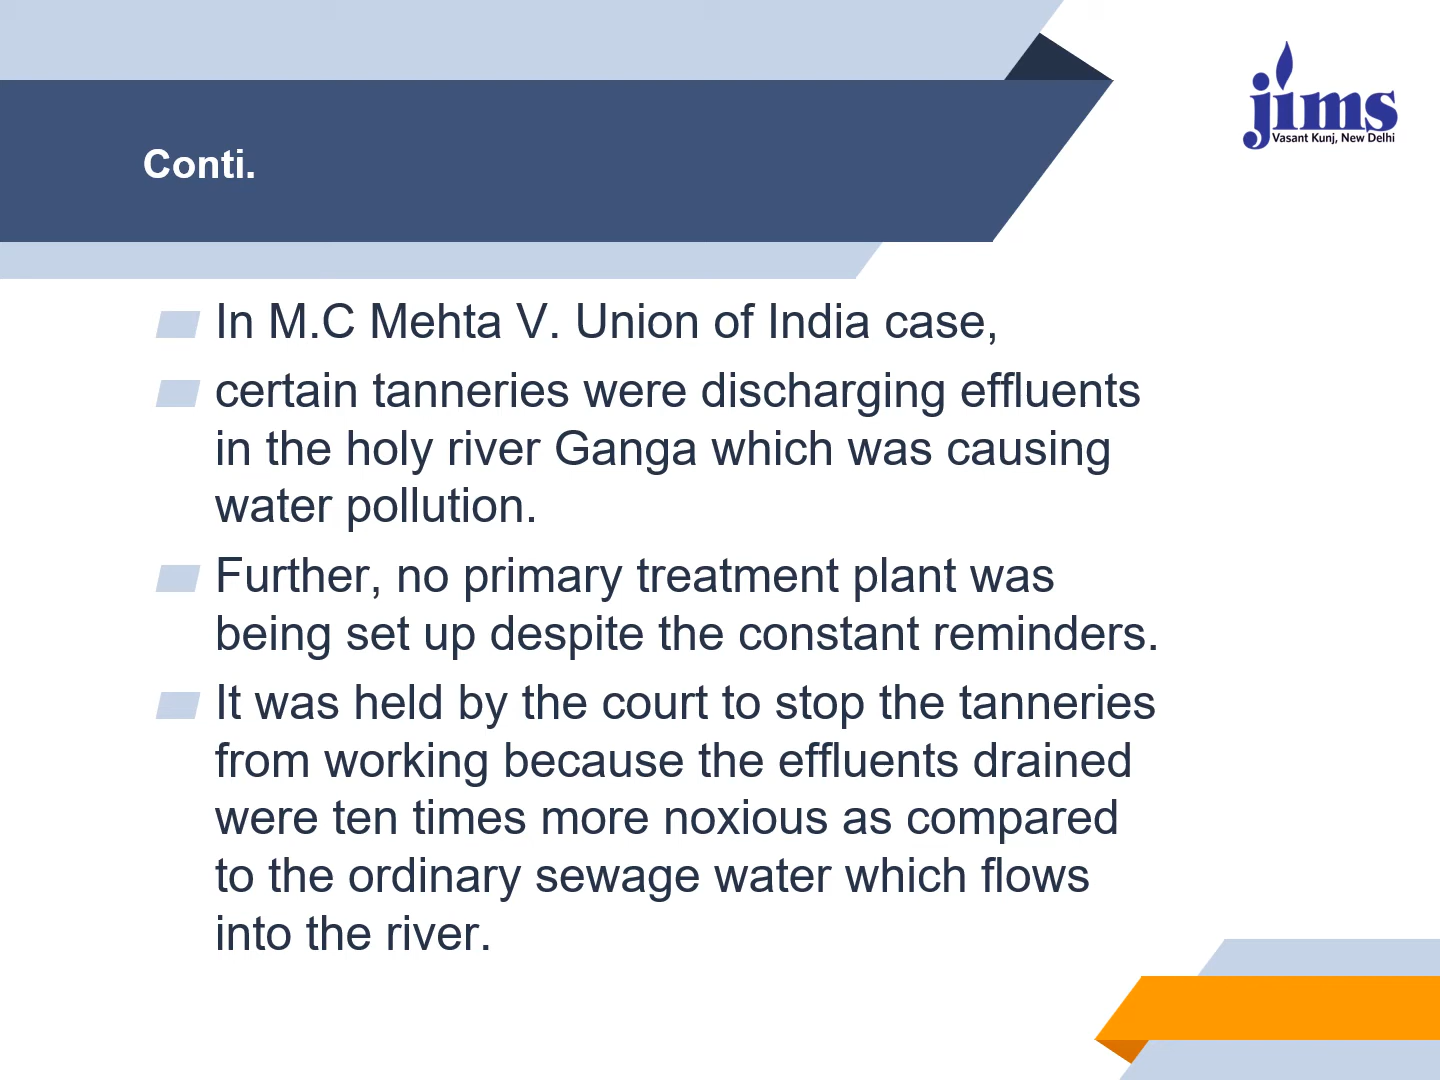 jims
Vasant Kunj, New Delhi
Conti.
In M.C Mehta V. Union of India case,
certain tanneries were discharging effluents
in the holy river Ganga which was causing
water pollution.
Further, no primary treatment plant was
being set up despite the constant reminders.
It was held by the court to stop the tanneries
from working because the effluents drained
were ten times more noxious as compared
to the ordinary sewage water which flows
into the river.